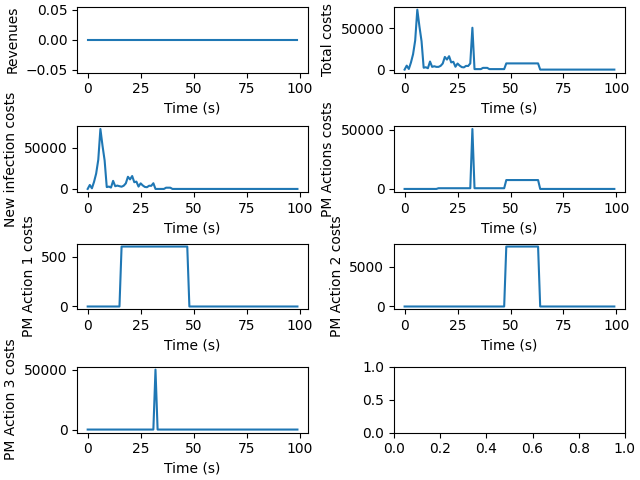 Revenues
0.05
0.00
−0.05
0 25 50 75 100
Time (s)
Total costs
50000
0
0 25 50 75 100
Time (s)
New infection costs
50000
0
0 25 50 75 100
Time (s)
PM Actions costs
50000
0
0 25 50 75 100
Time (s)
PM Action 1 costs
500
0
0 25 50 75 100
Time (s)
PM Action 2 costs
5000
0
0 25 50 75 100
Time (s)
PM Action 3 costs
50000
0
0 25 50 75 100
Time (s)
1.0
0.5
0.0
0.0 0.2 0.4 0.6 0.8 1.0